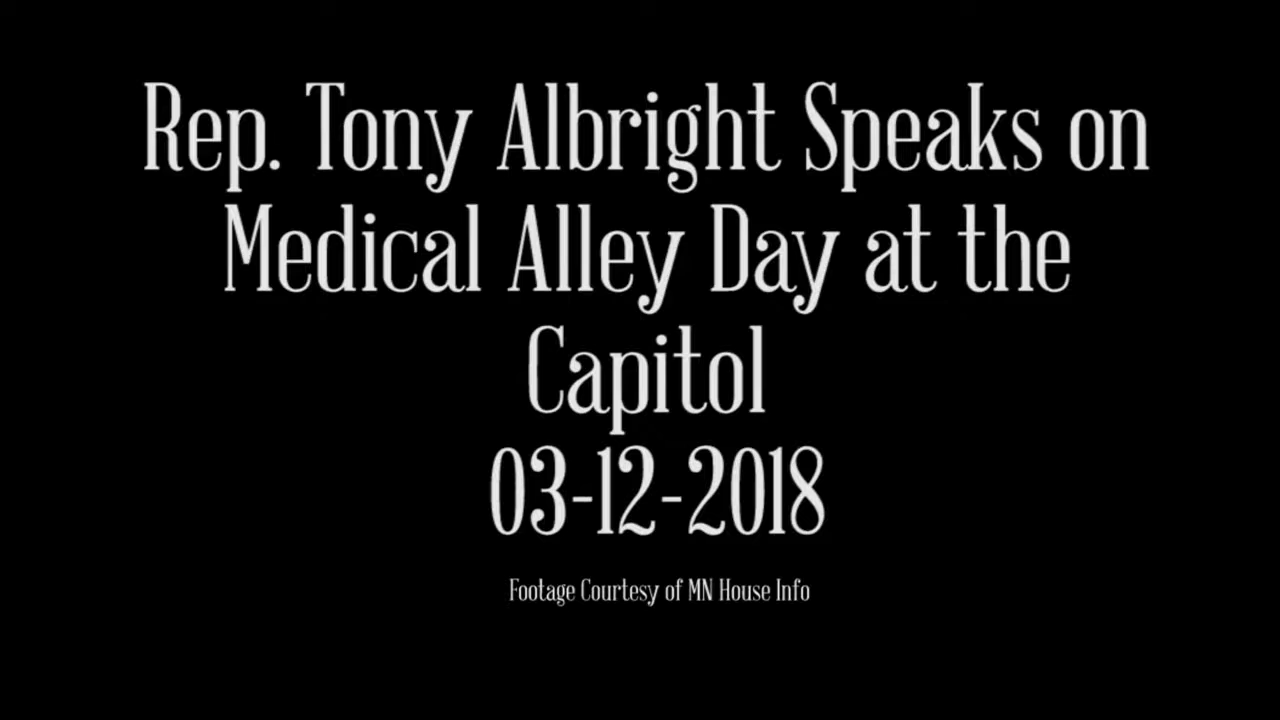 Rep. Tony Albright Speaks on
Medical Alley Day at the
Capitol
03-12-2018
Footage Courtesy of MN House Info